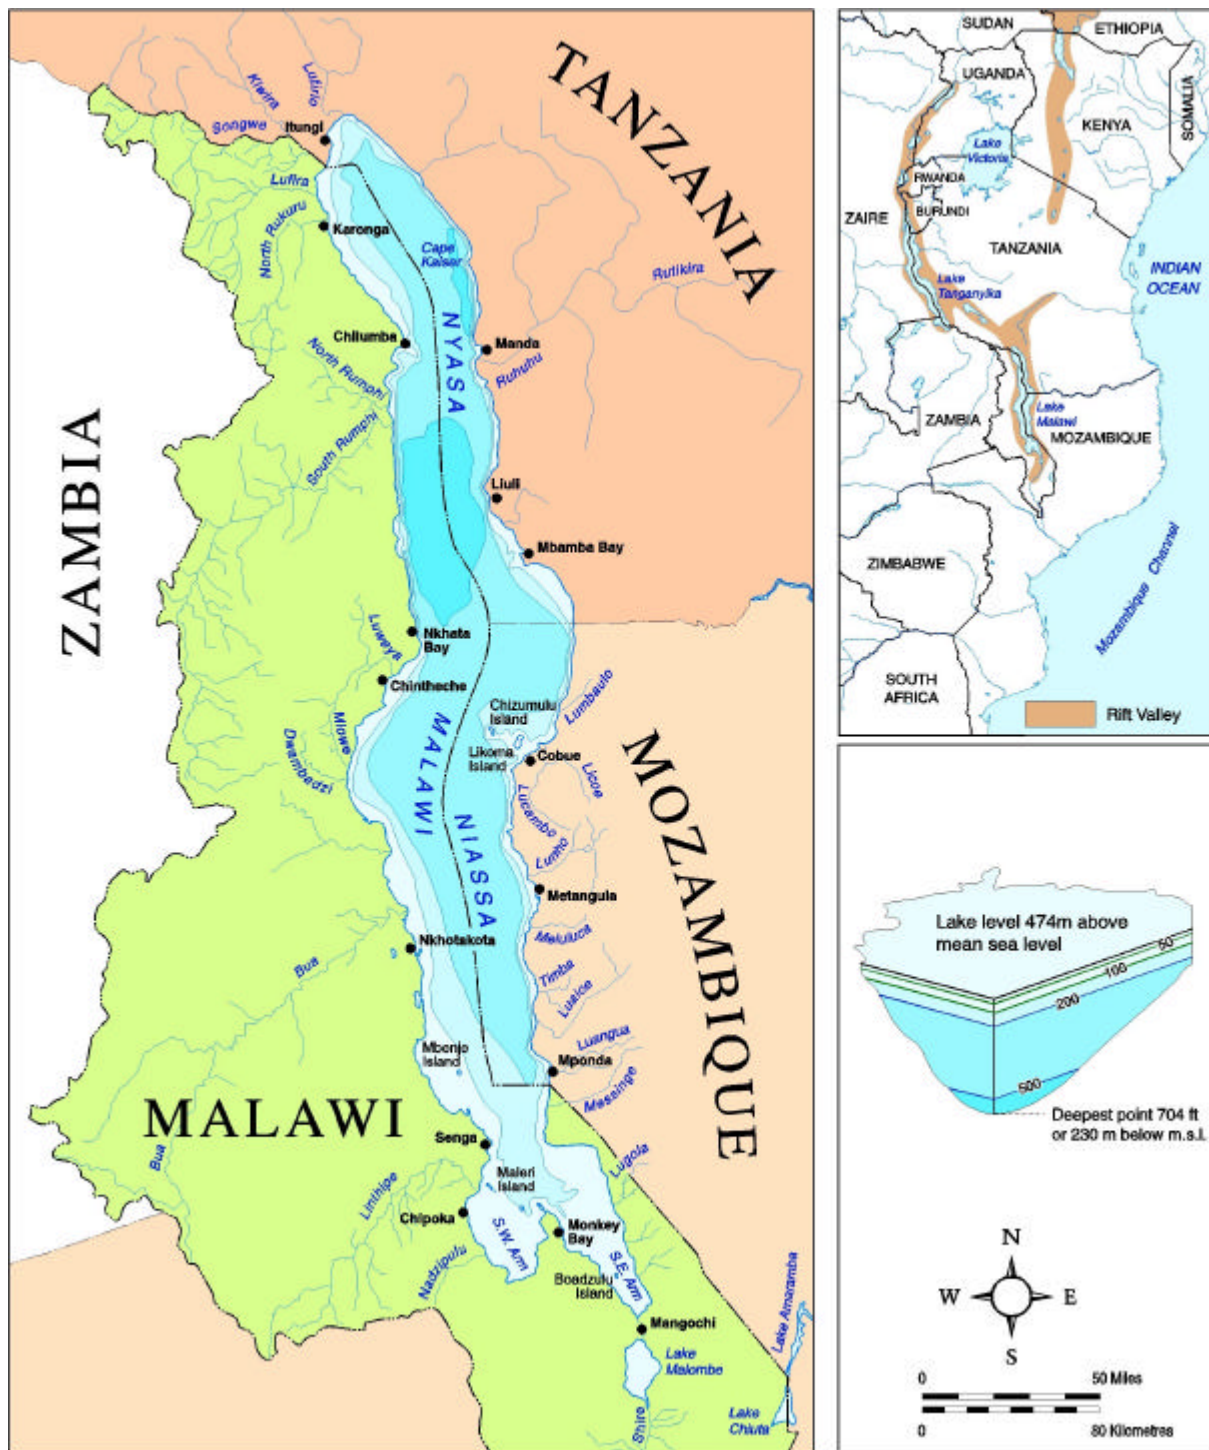 TANZANIA
Kiwira
Lufirio
Songwe
Itungi
Lufira
North Rukuru
Karonga
Cape
Kaiser
Rutikira
Chilumba
NYASA
Manda
Ruhuhu
North Rumphi
South Rumphi
ZAMBIA
Liuli
Mbamba Bay
Luweya
Nkhata
Bay
Chintheche
Chizumulu
Island
Lumbaulo
Mlowe
Dwambadzi
MALAWI
Likoma
Island
Cobue
MOZAMBIQUE
Licoe
Lucambo
Lunho
NIASSA
Metangula
Nkhotakota
Meluluca
Bua
Timba
Luaice
Luangua
Mbonjo
Island
Mponda
Messinge
MALAWI
Senga
Bua
Lugola
Maleri
Island
Linthipe
Chipoka
S.W. Arm
Monkey
Bay
Nadzipulu
S.E. Arm
Boadzulu
Island
Mangochi
Lake Amaramba
Lake
Malombe
Shire
Lake
Chiuta
SUDAN
ETHIOPIA
UGANDA
SOMALIA
KENYA
Lake
Victoria
RWANDA
BURUNDI
ZAIRE
TANZANIA
INDIAN
OCEAN
Lake
Tanganyika
ZAMBIA
Lake
Malawi
MOZAMBIQUE
ZIMBABWE
Mozambique Channel
SOUTH
AFRICA
Rift Valley
Lake level 474m above
mean sea level
50
100
200
500
Deepest point 704 ft
or 230 m below m.s.l.
N
W
E
S
0
50 Miles
0
80 Kilometres